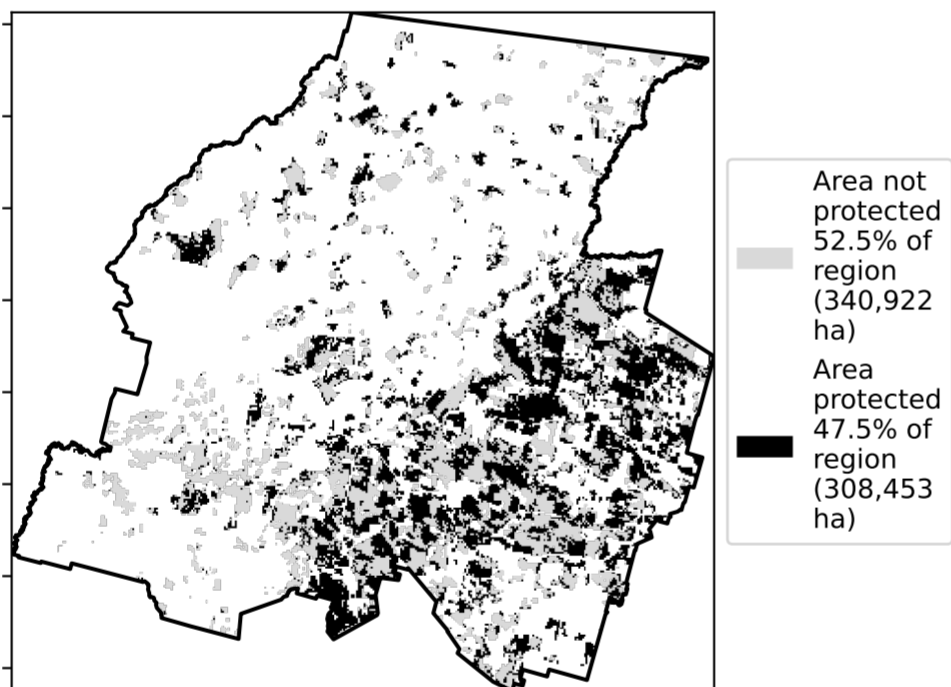 Area not
protected
52.5% of
region
(340,922
ha)
Area
protected
47.5% of
region
(308,453
ha)